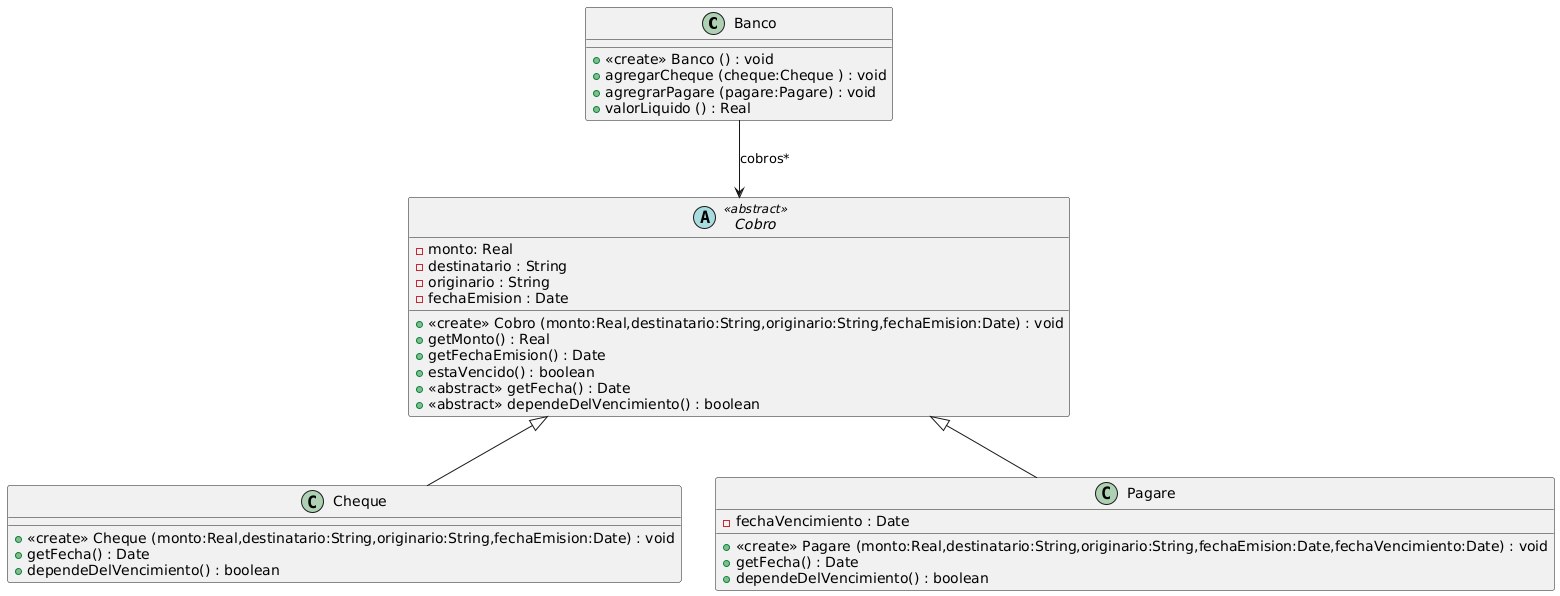 C Banco
«create» Banco () : void
agregarCheque (cheque:Cheque ) : void
agregrarPagare (pagare:Pagare) : void
valorLiquido () : Real
cobros*
A «abstract»
Cobro
monto: Real
destinatario : String
originario : String
fechaEmision : Date
«create» Cobro (monto:Real,destinatario:String,originario:String,fechaEmision:Date) : void
getMonto() : Real
getFechaEmision() : Date
estaVencido() : boolean
«abstract» getFecha() : Date
«abstract» dependeDelVencimiento() : boolean
C Cheque
«create» Cheque (monto:Real,destinatario:String,originario:String,fechaEmision:Date) : void
getFecha() : Date
dependeDelVencimiento() : boolean
C Pagare
fechaVencimiento : Date
«create» Pagare (monto:Real,destinatario:String,originario:String,fechaEmision:Date,fechaVencimiento:Date) : void
getFecha() : Date
dependeDelVencimiento() : boolean